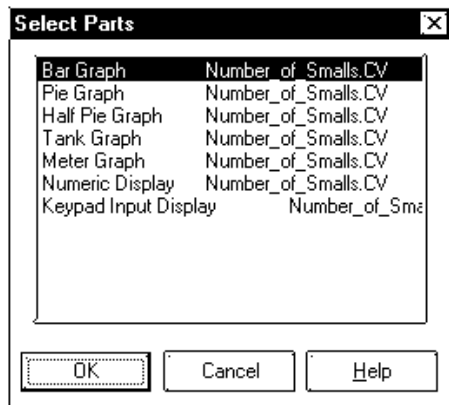 Select Parts
Bar Graph Number_of_Smalls.CV
Pie Graph Number_of_Smalls.CV
Half Pie Graph Number_of_Smalls.CV
Tank Graph Number_of_Smalls.CV
Meter Graph Number_of_Smalls.CV
Numeric Display Number_of_Smalls.CV
Keypad Input Display Number_of_Sma
OK Cancel Help